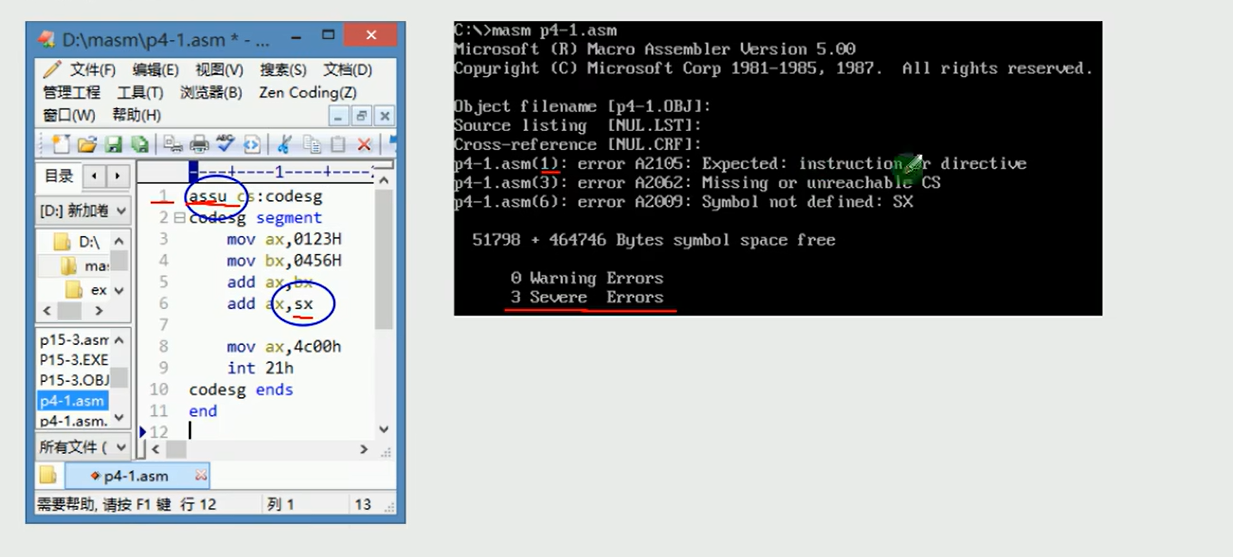 D:\masm\p4-1.asm * - ...
文件(F) 编辑(E) 视图(V) 搜索(S) 文档(D)
管理工程 工具(T) 浏览器(B) Zen Coding(Z)
窗口(W) 帮助(H)
目录
[D:] 新加卷
D:\
mas
ex
p15-3.asm
P15-3.EXE
P15-3.OBJ
p4-1.asm
p4-1.asm.
所有文件 (
----+----1----+----2
1 assu cs:codesg
2 codesg segment
3 mov ax,0123H
4 mov bx,0456H
5 add ax,bx
6 add ax,sx
7
8 mov ax,4c00h
9 int 21h
10 codesg ends
11 end
12
p4-1.asm
需要帮助, 请按 F1 键 行 12 列 1 13
C:\>masm p4-1.asm
Microsoft (R) Macro Assembler Version 5.00
Copyright (C) Microsoft Corp 1981-1985, 1987. All rights reserved.
Object filename [p4-1.OBJ]:
Source listing [NUL.LST]:
Cross-reference [NUL.CRF]:
p4-1.asm(1): error A2105: Expected: instruction or directive
p4-1.asm(3): error A2062: Missing or unreachable CS
p4-1.asm(6): error A2009: Symbol not defined: SX
51798 + 464746 Bytes symbol space free
0 Warning Errors
3 Severe Errors